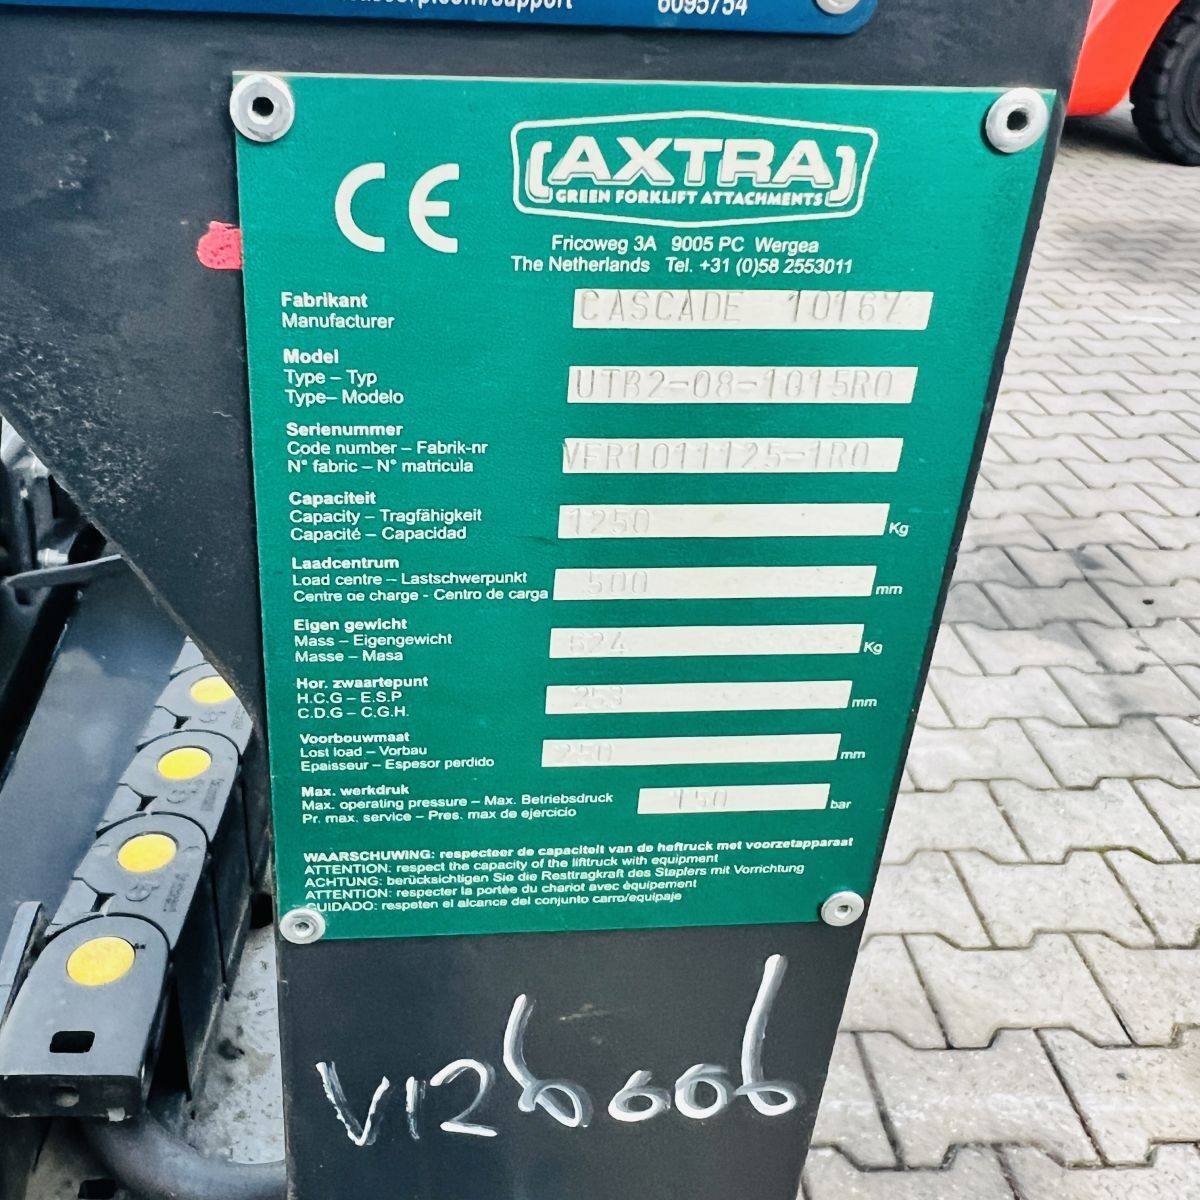 6095754
CE
AXTRA
GREEN FORKLIFT ATTACHMENTS
Fricoweg 3A 9005 PC Wergea
The Netherlands Tel. +31 (0)58 2553011
Fabrikant
Manufacturer
CASCADE 10167
Model
Type – Typ
Type– Modelo
UTB2-08-1015R0
Serienummer
Code number – Fabrik-nr
N° fabric – N° matricula
VFR1011125-1R0
Capaciteit
Capacity – Tragfähigkeit
Capacité – Capacidad
1250 Kg
Laadcentrum
Load centre – Lastschwerpunkt
Centre de charge - Centro de carga
500 mm
Eigen gewicht
Mass – Eigengewicht
Masse – Masa
624 Kg
Hor. zwaartepunt
H.C.G – E.S.P
C.D.G – C.G.H.
253 mm
Voorbouwmaat
Lost load – Vorbau
Epaisseur – Espesor perdido
250 mm
Max. werkdruk
Max. operating pressure – Max. Betriebsdruck
Pr. max. service – Pres. max de ejercicio
150 bar
WAARSCHUWING: respecteer de capaciteit van de heftruck met voorzetapparaat
ATTENTION: respect the capacity of the lifttruck with equipment
ACHTUNG: berücksichtigen Sie die Resttragkraft des Staplers mit Vorrichtung
ATTENTION: respecter la portée du chariot avec équipement
CUIDADO: respeten el alcance del conjunto carro/equipaje
V126006